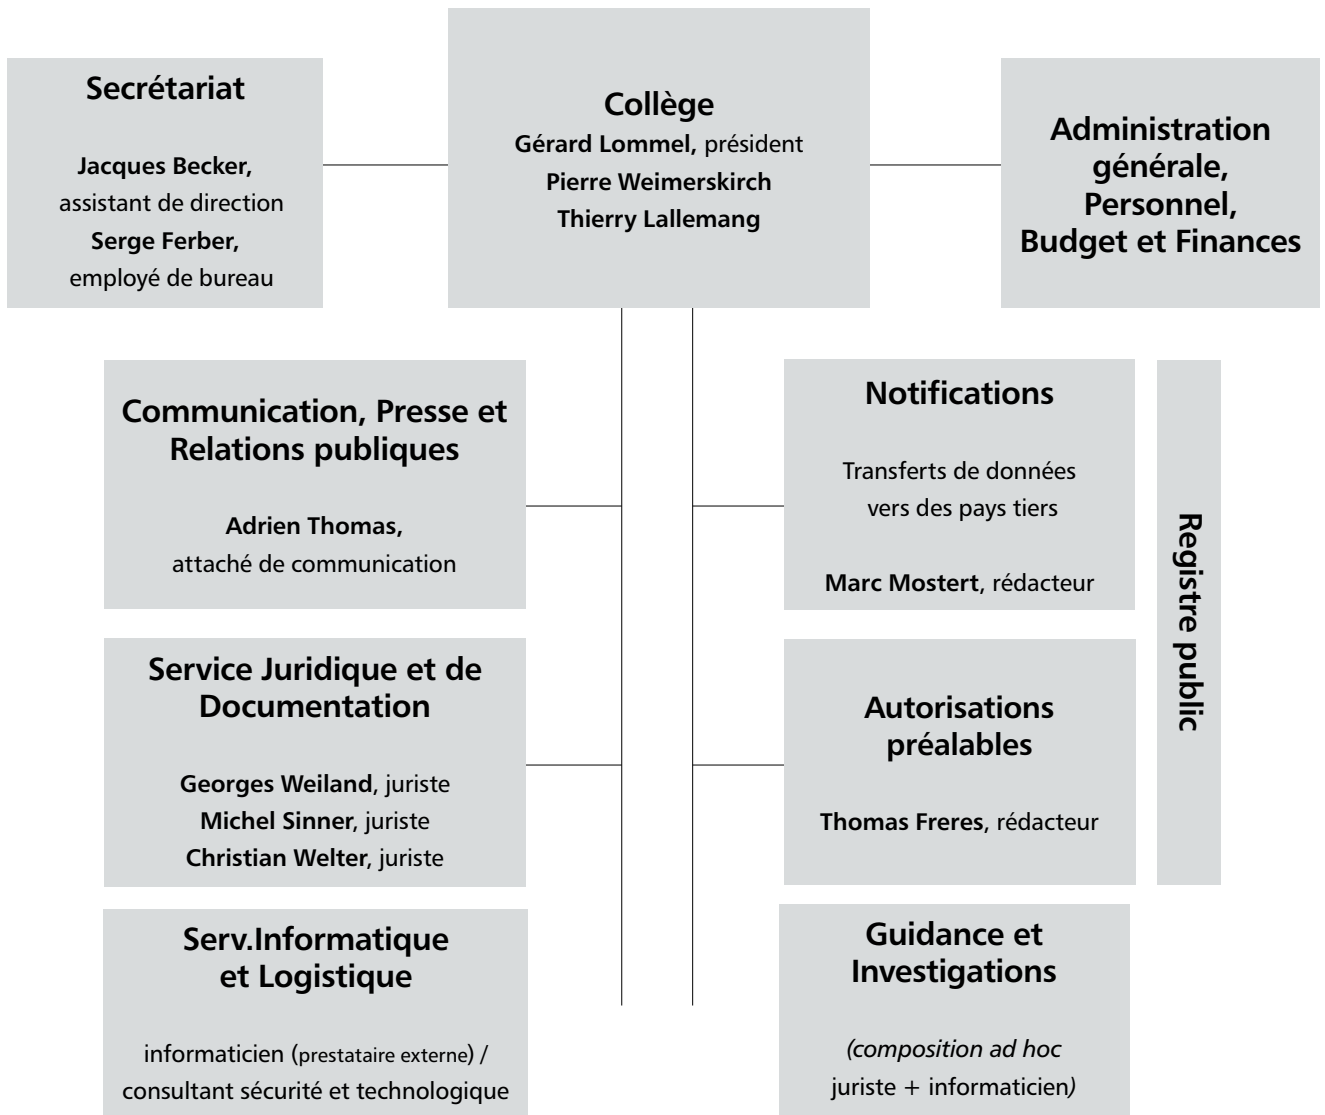 Secrétariat
Jacques Becker,
assistant de direction
Serge Ferber,
employé de bureau
Collège
Gérard Lommel, président
Pierre Weimerskirch
Thierry Lallemang
Administration
générale,
Personnel,
Budget et Finances
Communication, Presse et
Relations publiques
Adrien Thomas,
attaché de communication
Notifications
Transferts de données
vers des pays tiers
Marc Mostert, rédacteur
Registre public
Service Juridique et de
Documentation
Georges Weiland, juriste
Michel Sinner, juriste
Christian Welter, juriste
Autorisations
préalables
Thomas Freres, rédacteur
Serv.Informatique
et Logistique
informaticien (prestataire externe) /
consultant sécurité et technologique
Guidance et
Investigations
(composition ad hoc
juriste + informaticien)